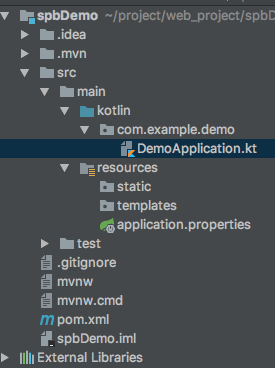 spbDemo ~/project/web_project/spbD
.idea
.mvn
src
main
kotlin
com.example.demo
DemoApplication.kt
resources
static
templates
application.properties
test
.gitignore
mvnw
mvnw.cmd
pom.xml
spbDemo.iml
External Libraries